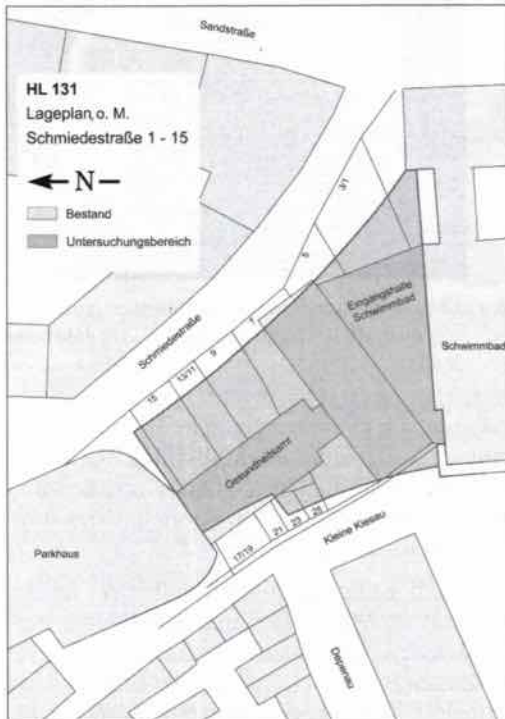 Sandstraße
HL 131
Lageplan, o. M.
Schmiedestraße 1 - 15
N
Bestand
Untersuchungsbereich
3/1
5
Eingangshalle
Schwimmbad
Schwimmbad
Schmiedestraße
7
9
13/11
15
Gesundheitsamt
Parkhaus
17/19
21
23
25
Kleine Kiesau
Depenau